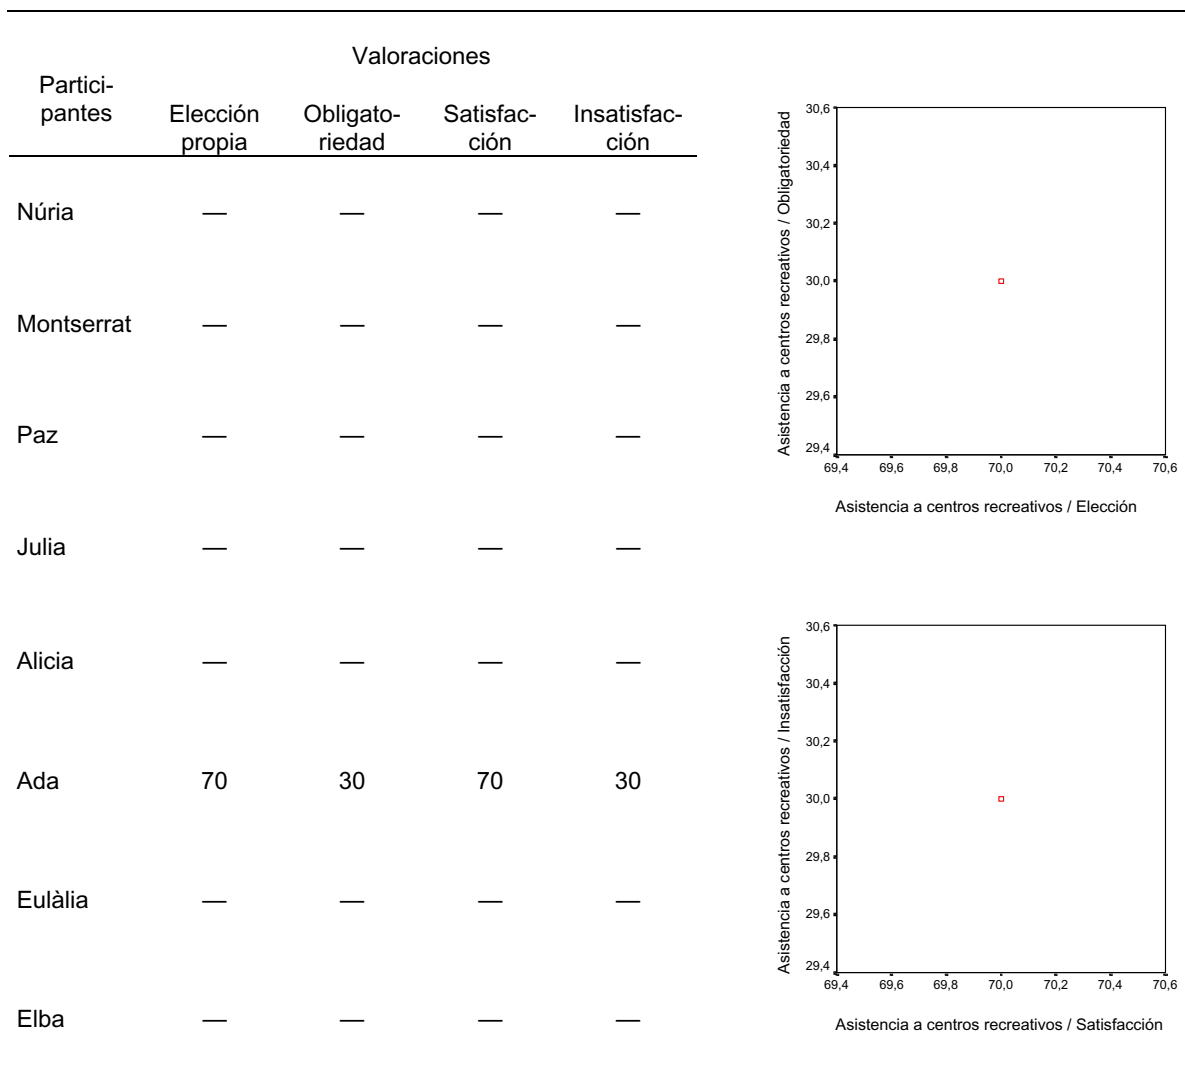 Valoraciones
Partici-
pantes
Elección
propia
Obligato-
riedad
Satisfac-
ción
Insatisfac-
ción
Núria — — — —
Montserrat — — — —
Paz — — — —
Julia — — — —
Alicia — — — —
Ada 70 30 70 30
Eulàlia — — — —
Elba — — — —
Asistencia a centros recreativos / Obligatoriedad
30,6
30,4
30,2
30,0
29,8
29,6
29,4
69,4 69,6 69,8 70,0 70,2 70,4 70,6
Asistencia a centros recreativos / Elección
Asistencia a centros recreativos / Insatisfacción
30,6
30,4
30,2
30,0
29,8
29,6
29,4
69,4 69,6 69,8 70,0 70,2 70,4 70,6
Asistencia a centros recreativos / Satisfacción